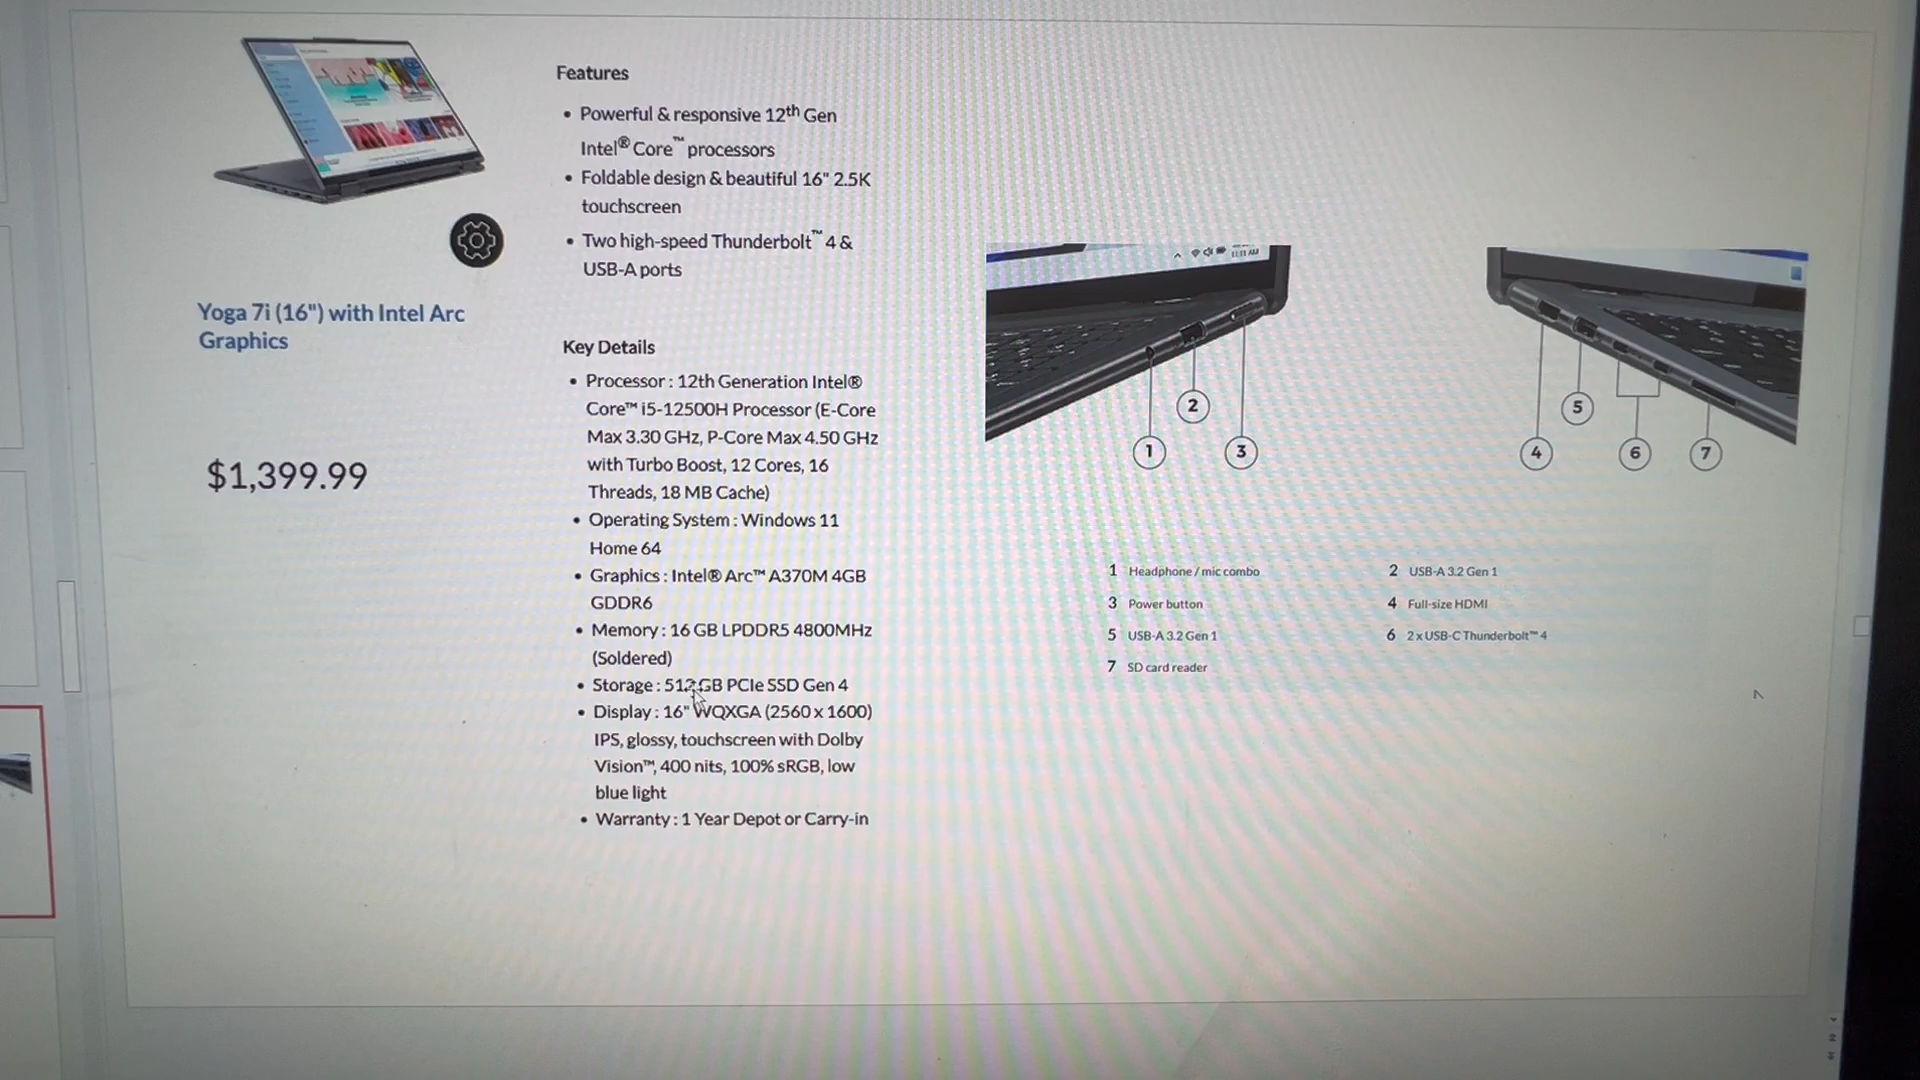 Features
• Powerful & responsive 12th Gen
Intel® Core™ processors
• Foldable design & beautiful 16" 2.5K
touchscreen
• Two high-speed Thunderbolt™ 4 &
USB-A ports
Yoga 7i (16") with Intel Arc
Graphics
$1,399.99
Key Details
• Processor : 12th Generation Intel®
Core™ i5-12500H Processor (E-Core
Max 3.30 GHz, P-Core Max 4.50 GHz
with Turbo Boost, 12 Cores, 16
Threads, 18 MB Cache)
• Operating System : Windows 11
Home 64
• Graphics : Intel® Arc™ A370M 4GB
GDDR6
• Memory : 16 GB LPDDR5 4800MHz
(Soldered)
• Storage : 512 GB PCIe SSD Gen 4
• Display : 16" WQXGA (2560 x 1600)
IPS, glossy, touchscreen with Dolby
Vision™, 400 nits, 100% sRGB, low
blue light
• Warranty : 1 Year Depot or Carry-in
11:11 AM
1
2
3
4
5
6
7
1 Headphone / mic combo
2 USB-A 3.2 Gen 1
3 Power button
4 Full-size HDMI
5 USB-A 3.2 Gen 1
6 2 x USB-C Thunderbolt™ 4
7 SD card reader